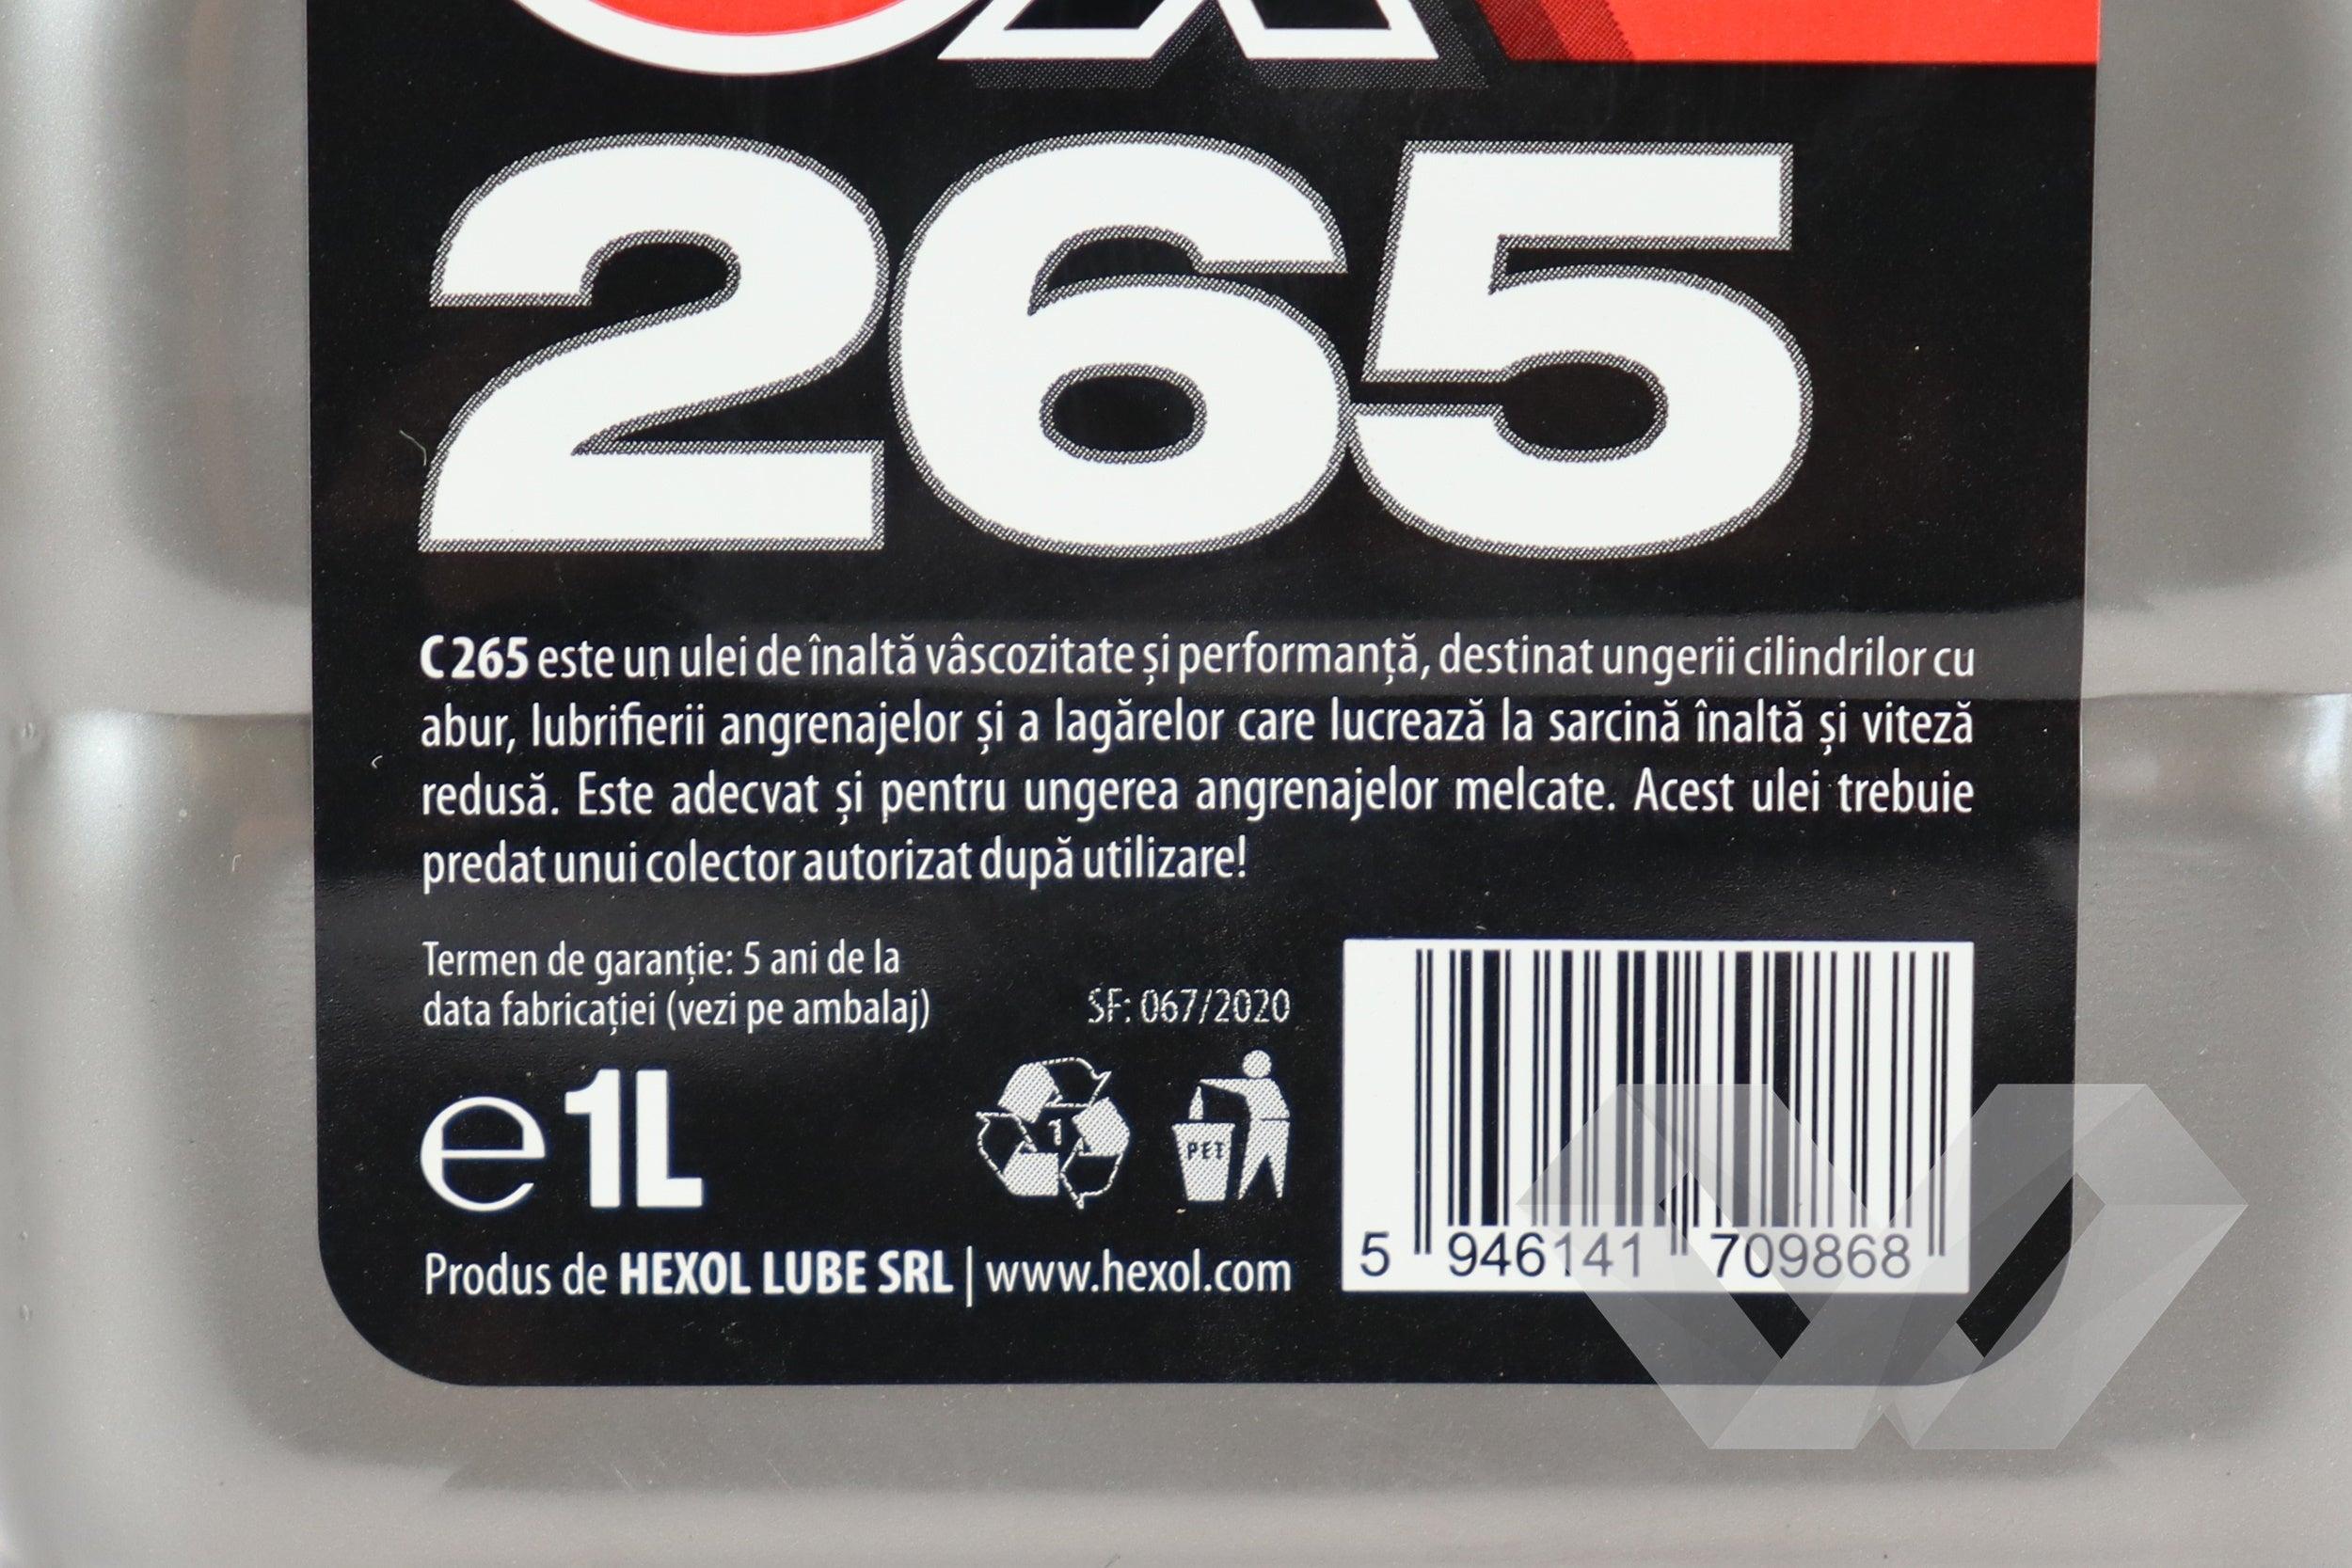 265
C 265 este un ulei de înaltă vâscozitate și performanță, destinat ungerii cilindrilor cu
abur, lubrifierii angrenajelor și a lagărelor care lucrează la sarcină înaltă și viteză
redusă. Este adecvat și pentru ungerea angrenajelor melcate. Acest ulei trebuie
predat unui colector autorizat după utilizare!
Termen de garanție: 5 ani de la
data fabricației (vezi pe ambalaj)
SF: 067/2020
℮ 1L
1
PET
Produs de HEXOL LUBE SRL | www.hexol.com
5 946141 709868